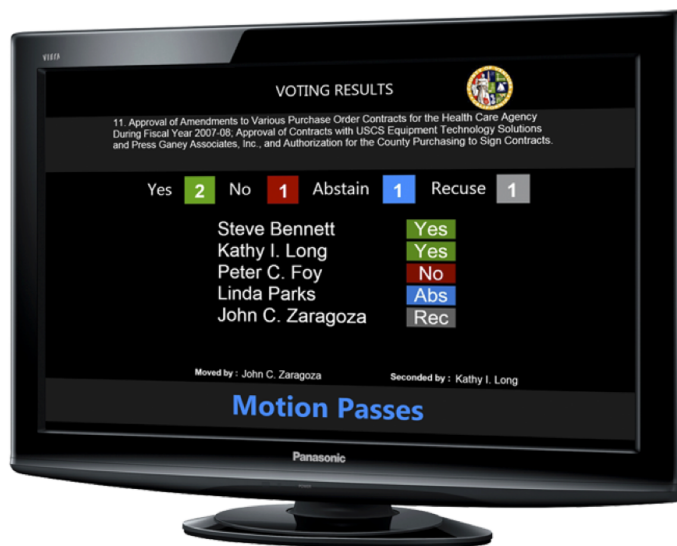 VIERA
VOTING RESULTS
11. Approval of Amendments to Various Purchase Order Contracts for the Health Care Agency
During Fiscal Year 2007-08; Approval of Contracts with USCS Equipment Technology Solutions
and Press Ganey Associates, Inc., and Authorization for the County Purchasing to Sign Contracts.
Yes 2 No 1 Abstain 1 Recuse 1
Steve Bennett Yes
Kathy I. Long Yes
Peter C. Foy No
Linda Parks Abs
John C. Zaragoza Rec
Moved by : John C. Zaragoza Seconded by : Kathy I. Long
Motion Passes
Panasonic